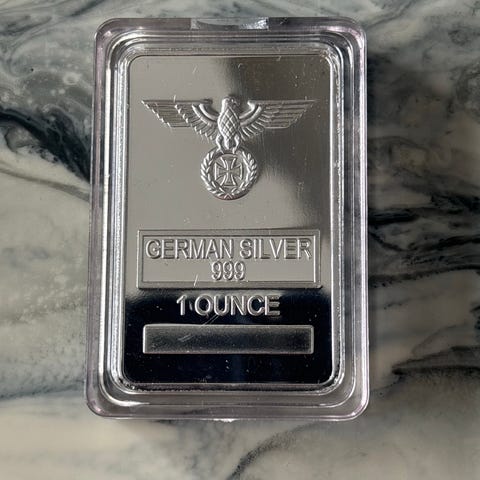 GERMAN SILVER
999
1 OUNCE